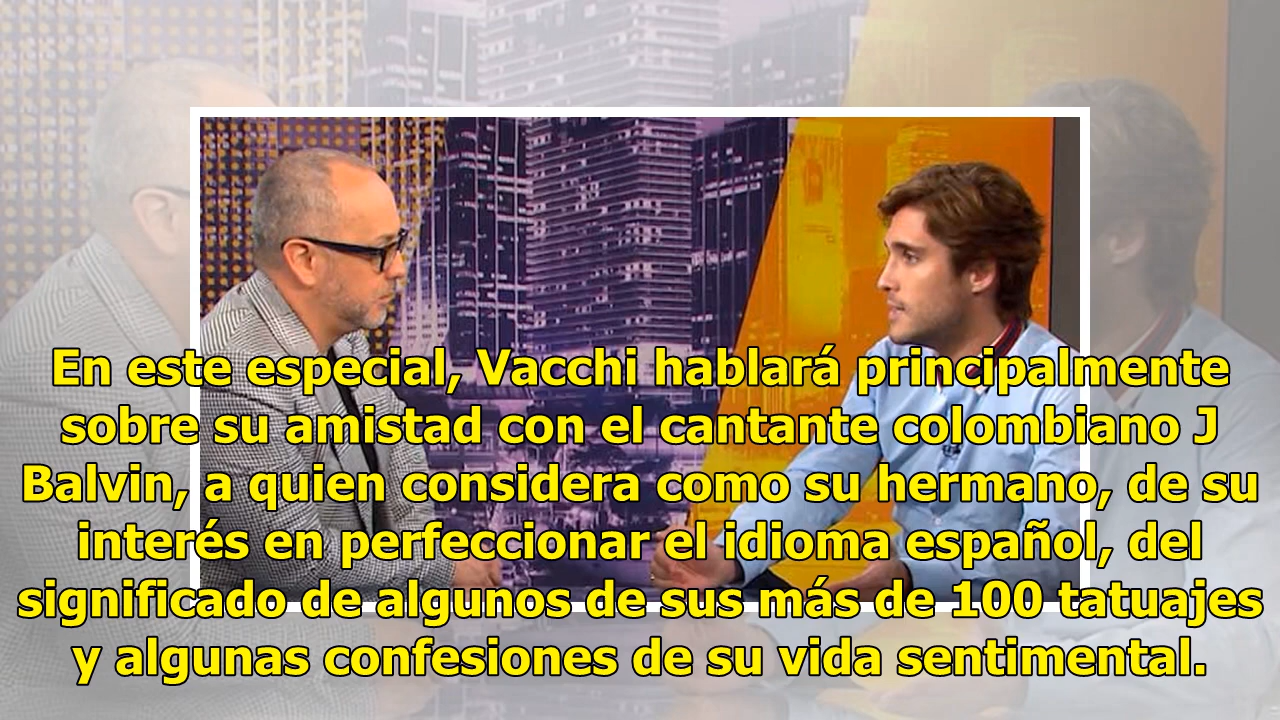 En este especial, Vacchi hablará principalmente
sobre su amistad con el cantante colombiano J
Balvin, a quien considera como su hermano, de su
interés en perfeccionar el idioma español, del
significado de algunos de sus más de 100 tatuajes
y algunas confesiones de su vida sentimental.